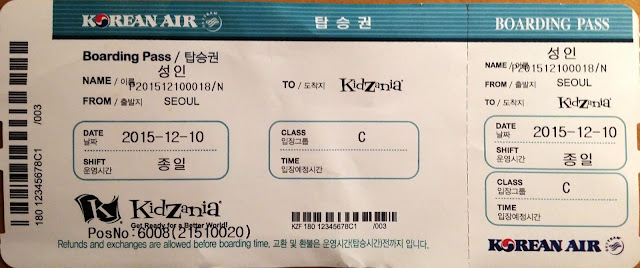 KOREAN AIR
탑승권
BOARDING PASS
Boarding Pass / 탑승권
성인
NAME / 이름 P201512100018/N
FROM / 출발지 SEOUL
TO / 도착지 KidZania
DATE 날짜 2015-12-10
SHIFT 운영시간 종일
CLASS 입장그룹 C
TIME 입장예정시간
KidZania
Get Ready for a Better World!
PosNo:6008(21510020)
KZF 180 12345678C1 /003
Refunds and exchanges are allowed before boarding time, 교환 및 환불은 운영시간(탑승시간)전까지 입니다.
180 12345678C1 /003
성인
NAME / 이름 P201512100018/N
FROM / 출발지 SEOUL
TO / 도착지 KidZania
DATE 날짜 2015-12-10
SHIFT 운영시간 종일
CLASS 입장그룹 C
TIME 입장예정시간
KOREAN AIR